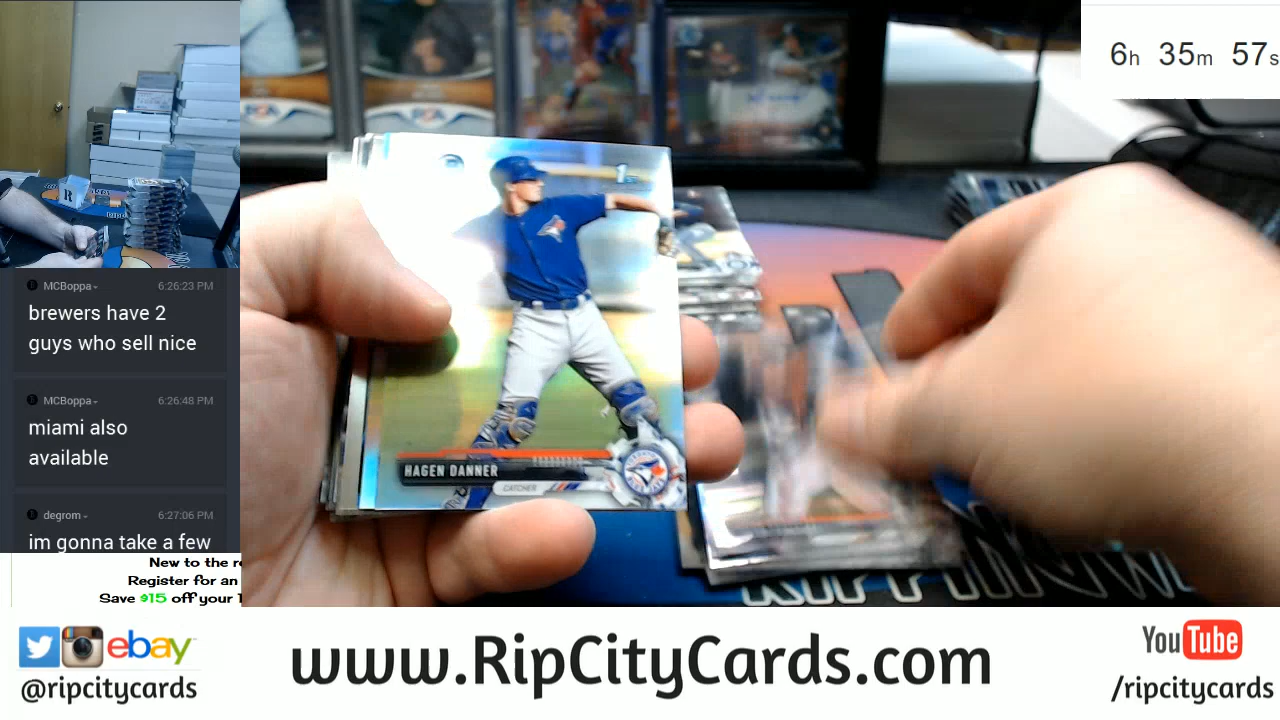 6h 35m 57s
MCBoppa 6:26:23 PM
brewers have 2
guys who sell nice
MCBoppa 6:26:48 PM
miami also
available
degrom 6:27:06 PM
im gonna take a few
New to the
Register for an
Save $15 off your
1st
HAGEN DANNER
CATCHER
R
ebay
@ripcitycards
www.RipCityCards.com
YouTube
/ripcitycards